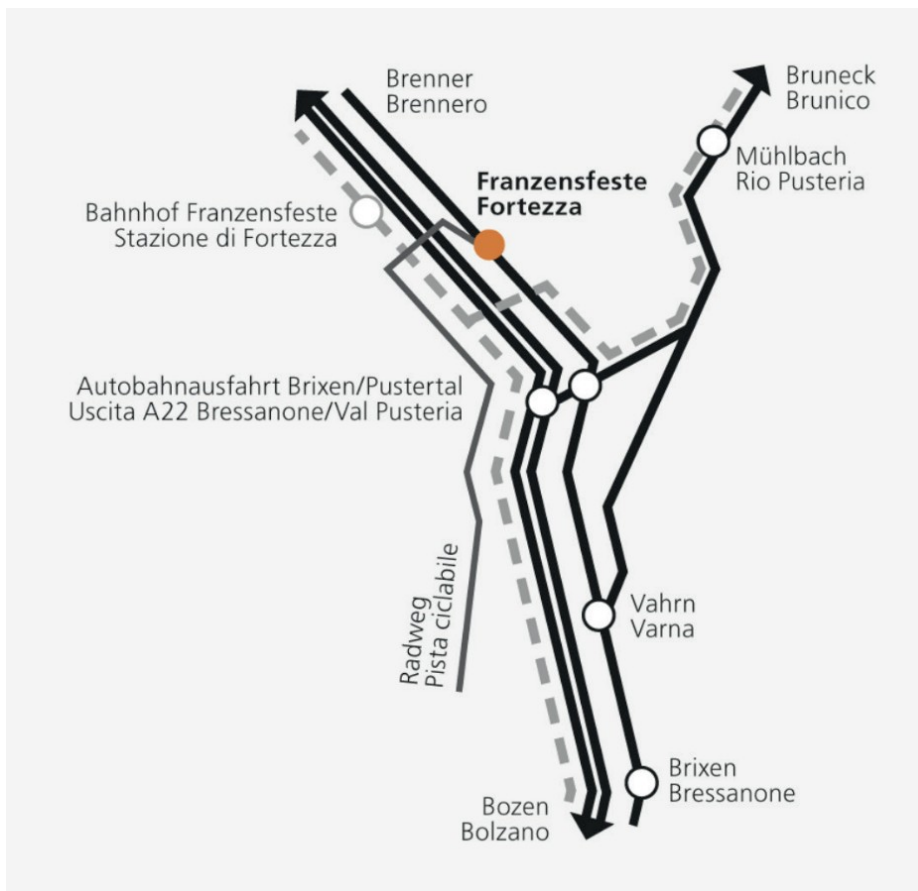 Brenner
Brennero
Bruneck
Brunico
Mühlbach
Rio Pusteria
Franzensfeste
Fortezza
Bahnhof Franzensfeste
Stazione di Fortezza
Autobahnausfahrt Brixen/Pustertal
Uscita A22 Bressanone/Val Pusteria
Radweg
Pista ciclabile
Vahrn
Varna
Brixen
Bressanone
Bozen
Bolzano